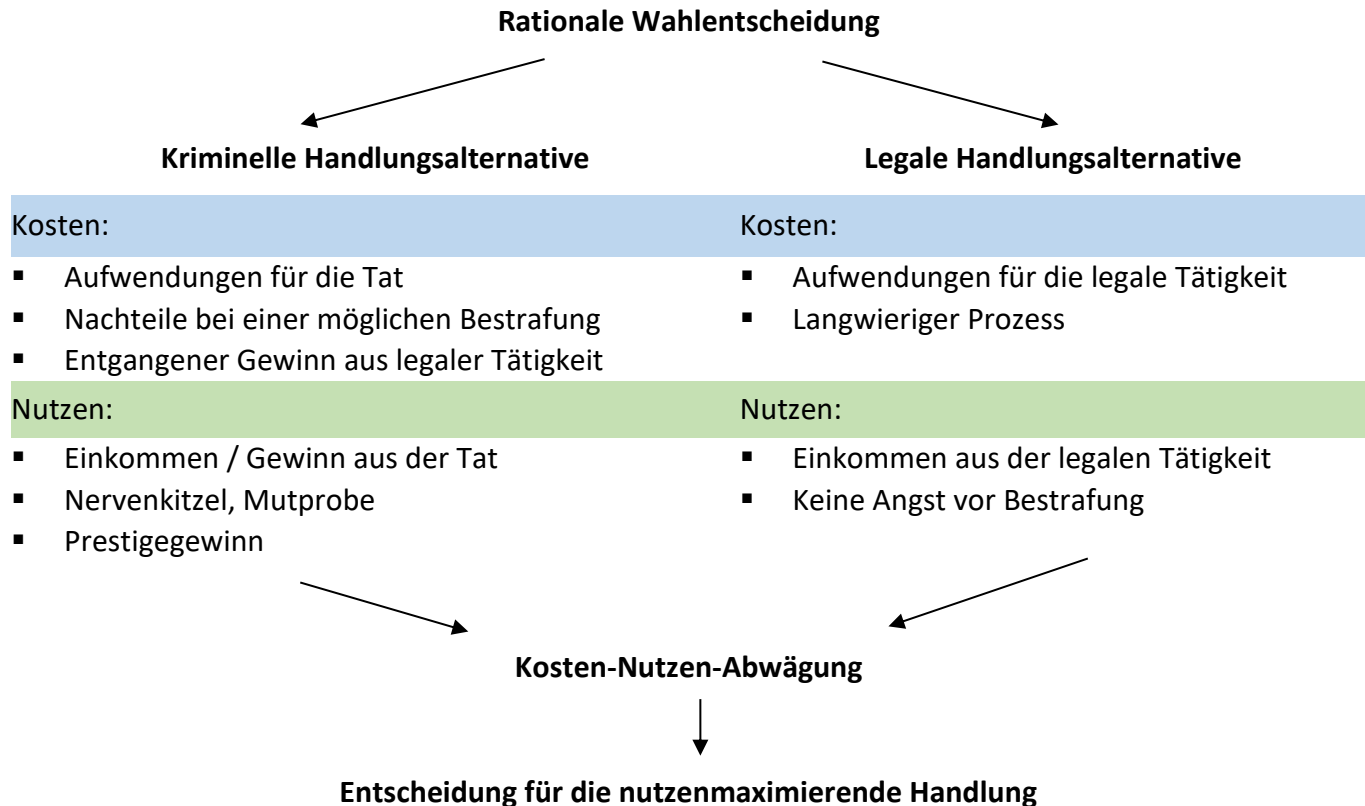 Rationale Wahlentscheidung
Kriminelle Handlungsalternative
Legale Handlungsalternative
Kosten:
▪ Aufwendungen für die Tat
▪ Nachteile bei einer möglichen Bestrafung
▪ Entgangener Gewinn aus legaler Tätigkeit
Nutzen:
▪ Einkommen / Gewinn aus der Tat
▪ Nervenkitzel, Mutprobe
▪ Prestigegewinn
Kosten:
▪ Aufwendungen für die legale Tätigkeit
▪ Langwieriger Prozess
Nutzen:
▪ Einkommen aus der legalen Tätigkeit
▪ Keine Angst vor Bestrafung
Kosten-Nutzen-Abwägung
Entscheidung für die nutzenmaximierende Handlung